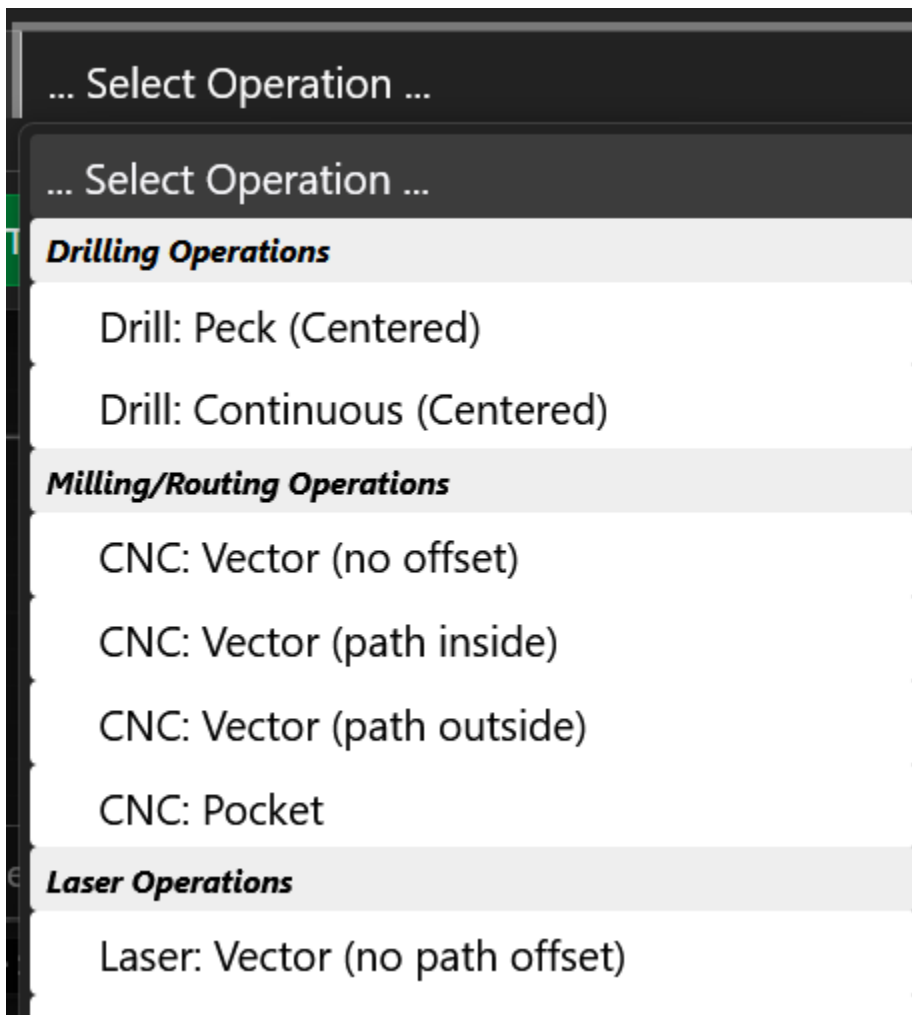 ... Select Operation ...
... Select Operation ...
Drilling Operations
Drill: Peck (Centered)
Drill: Continuous (Centered)
Milling/Routing Operations
CNC: Vector (no offset)
CNC: Vector (path inside)
CNC: Vector (path outside)
CNC: Pocket
Laser Operations
Laser: Vector (no path offset)